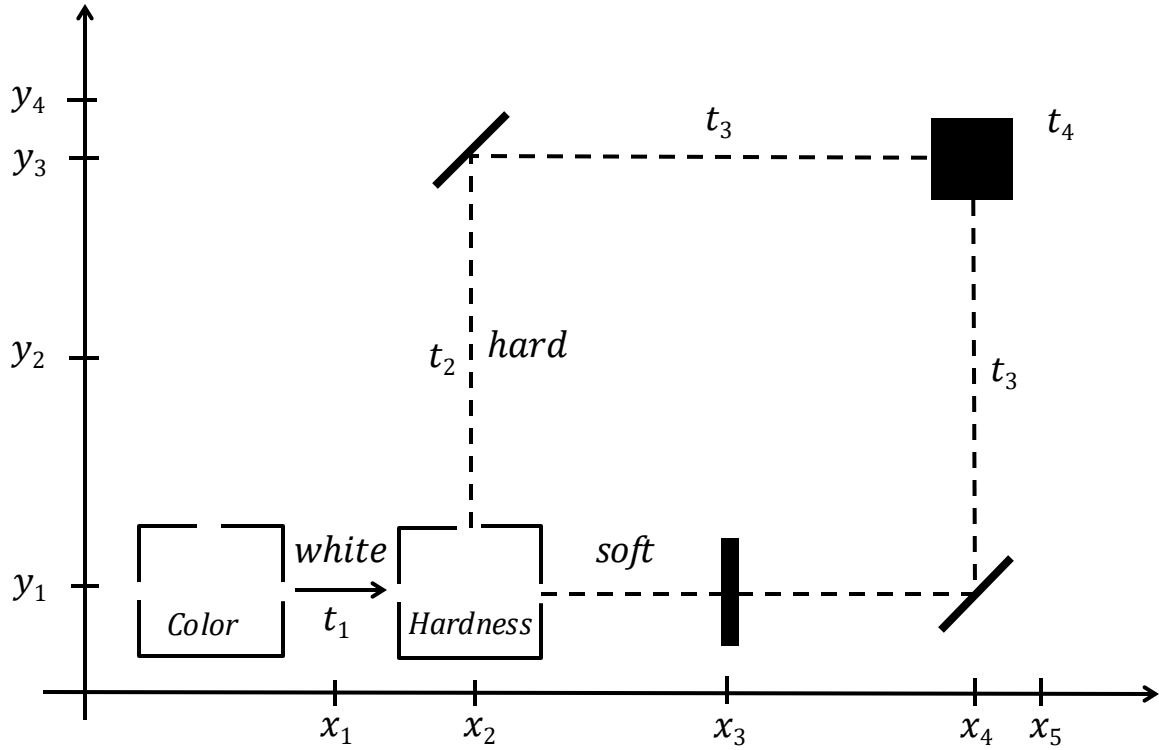 y₄
t₃
t₄
y₃
y₂
t₂
hard
t₃
white
soft
y₁
t₁
Color
Hardness
x₁
x₂
x₃
x₄
x₅